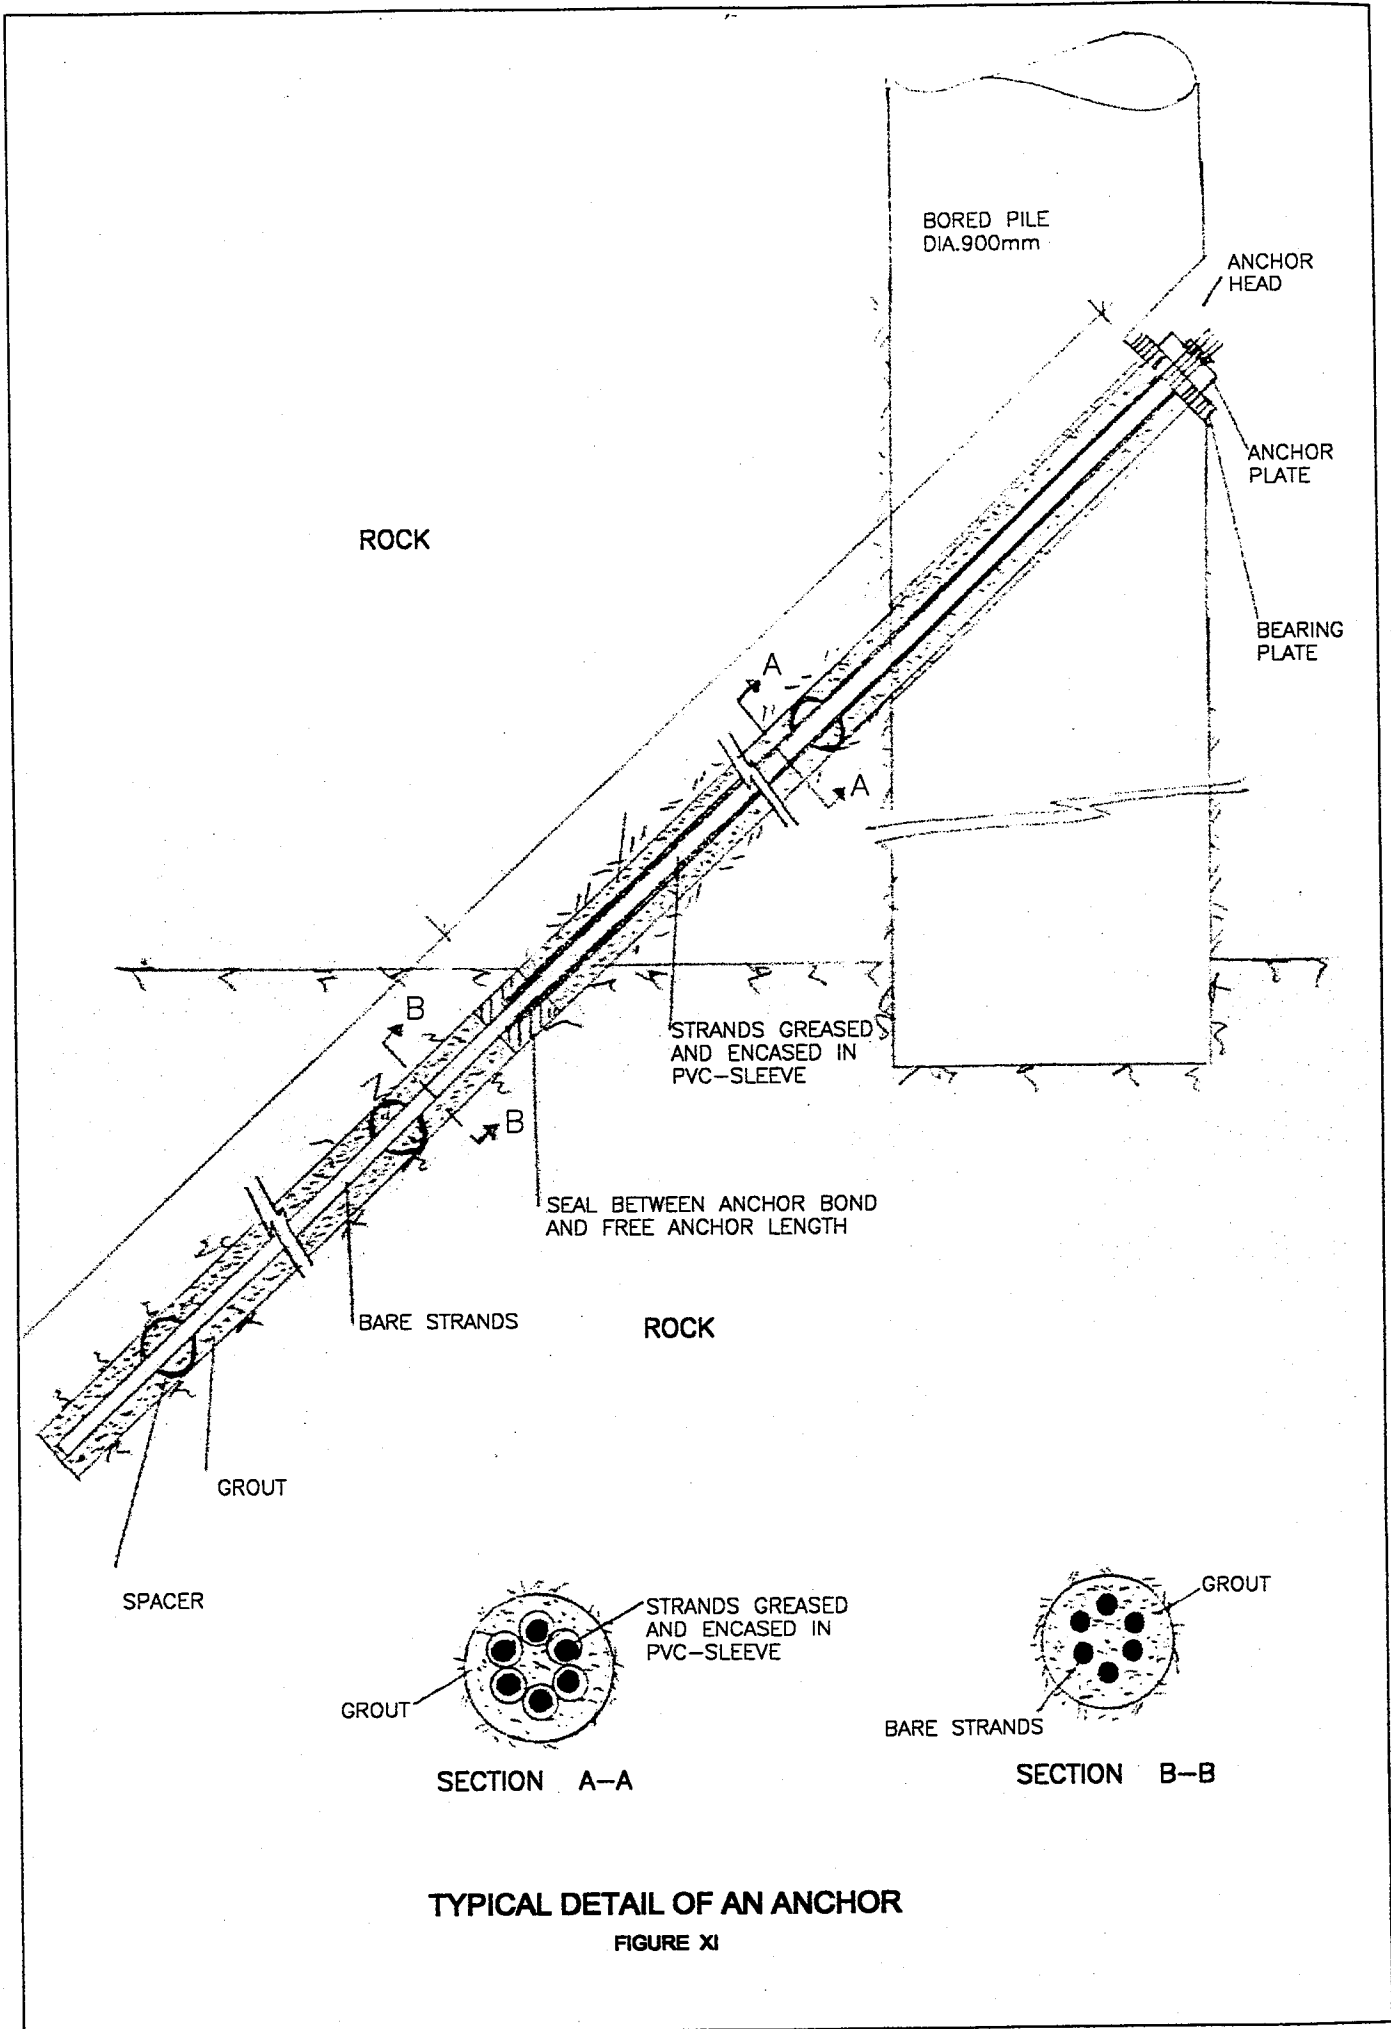 BORED PILE
DIA.900mm
ANCHOR
HEAD
ANCHOR
PLATE
ROCK
BEARING
PLATE
A
A
B
STRANDS GREASED
AND ENCASED IN
PVC-SLEEVE
B
SEAL BETWEEN ANCHOR BOND
AND FREE ANCHOR LENGTH
BARE STRANDS
ROCK
GROUT
SPACER
STRANDS GREASED
AND ENCASED IN
PVC-SLEEVE
GROUT
SECTION A-A
GROUT
BARE STRANDS
SECTION B-B
TYPICAL DETAIL OF AN ANCHOR
FIGURE XI